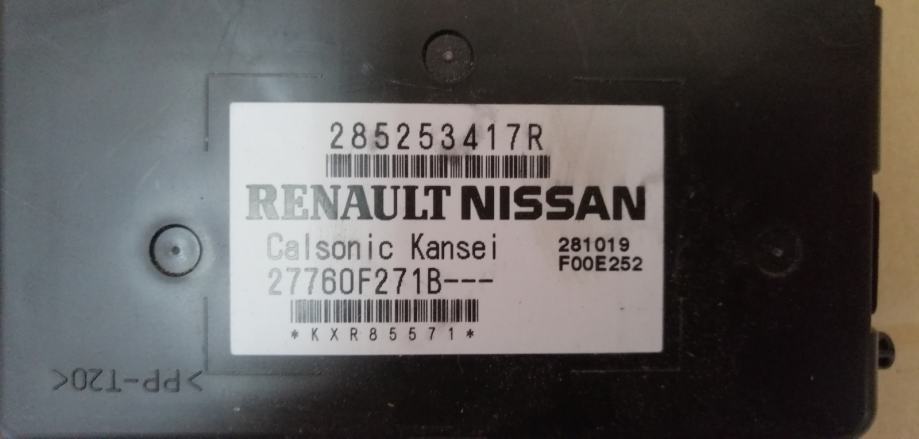 285253417R
RENAULT NISSAN
Calsonic Kansei
281019
F00E252
27760F271B---
*KXR85571*
>PP-T20<